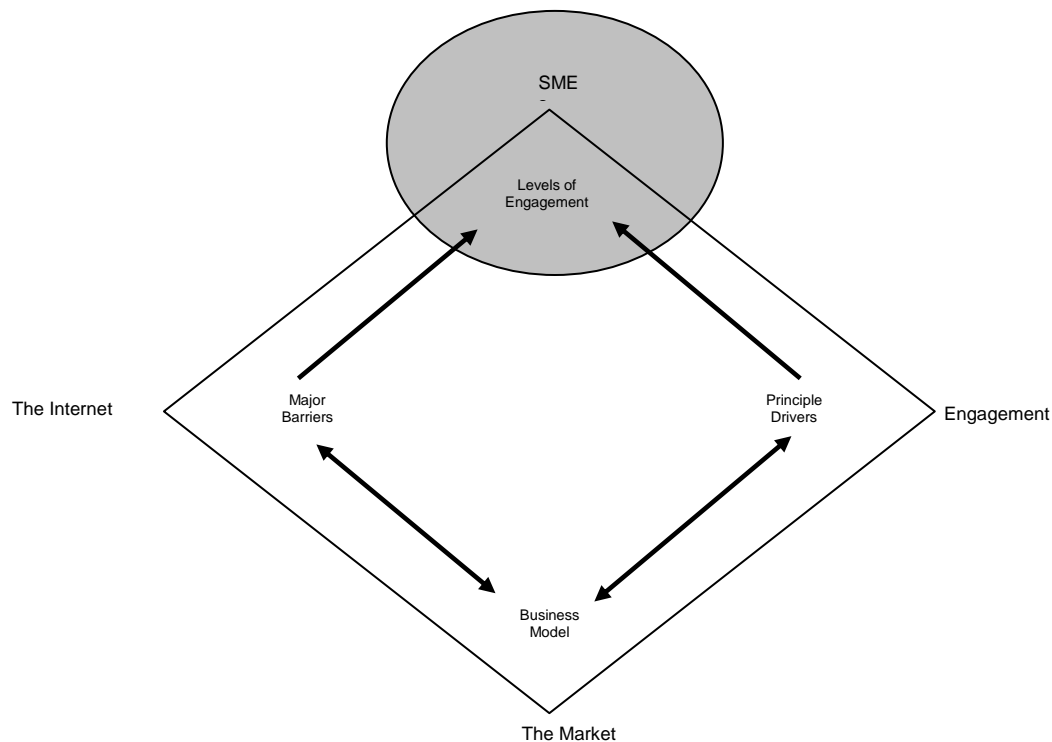 SME
Levels of
Engagement
The Internet
Major
Barriers
Principle
Drivers
Engagement
Business
Model
The Market